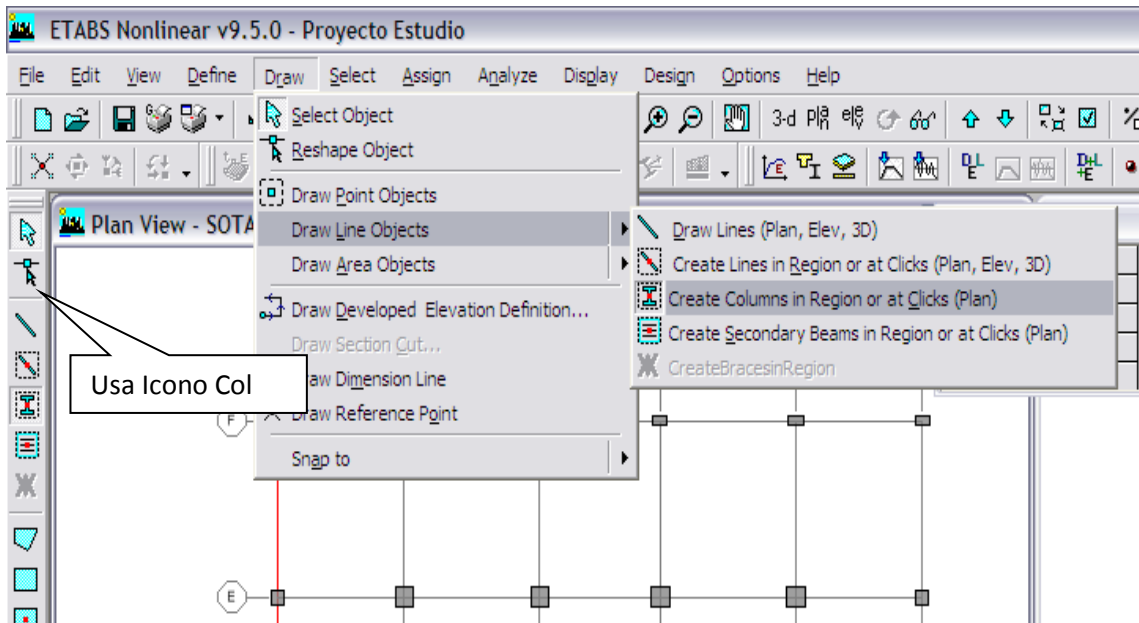 ETABS Nonlinear v9.5.0 - Proyecto Estudio
File Edit View Define Draw Select Assign Analyze Display Design Options Help
3-d
Plan View - SOTA
Select Object
Reshape Object
Draw Point Objects
Draw Line Objects
Draw Area Objects
Draw Developed Elevation Definition...
Draw Section Cut...
raw Dimension Line
Draw Reference Point
Snap to
Draw Lines (Plan, Elev, 3D)
Create Lines in Region or at Clicks (Plan, Elev, 3D)
Create Columns in Region or at Clicks (Plan)
Create Secondary Beams in Region or at Clicks (Plan)
CreateBracesinRegion
Usa Icono Col
F
E